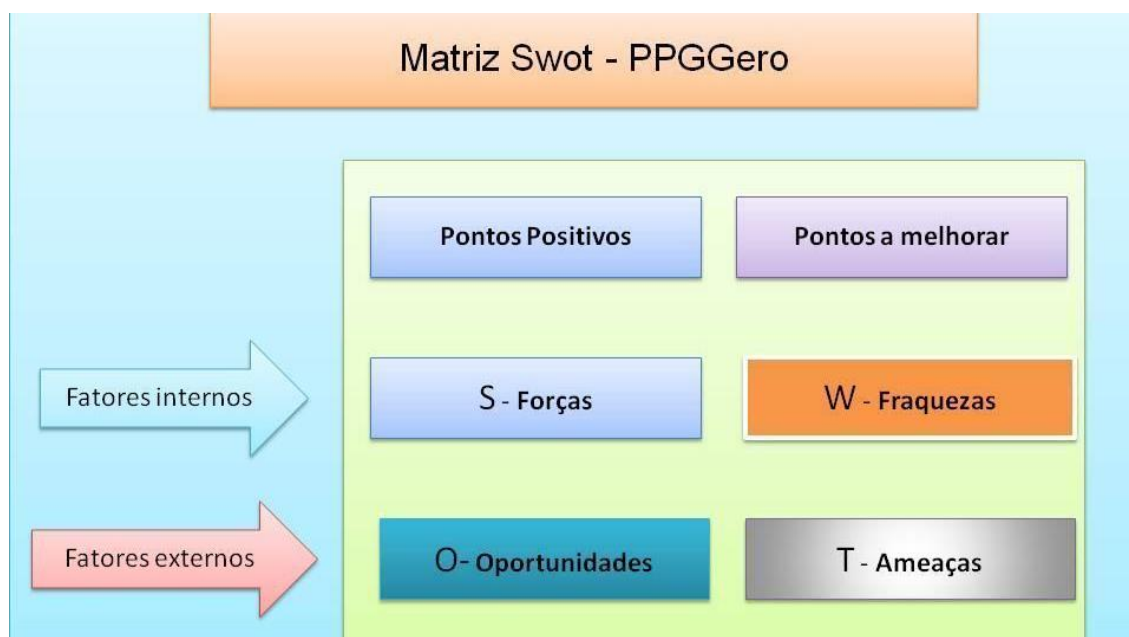 Matriz Swot - PPGGero
Pontos Positivos
Pontos a melhorar
Fatores internos
S - Forças
W - Fraquezas
Fatores externos
O- Oportunidades
T - Ameaças